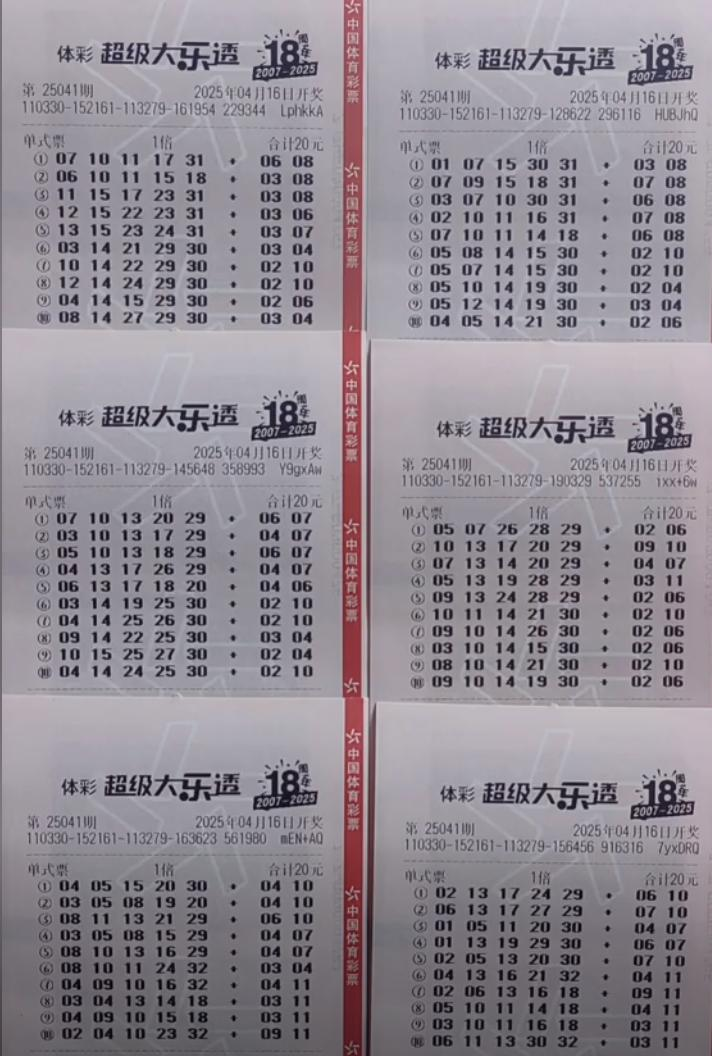 体彩 超级大乐透 18周年
2007-2025
第 25041期 2025年04月16日开奖
110330-152161-113279-161954 229344 LphkkA
单式票 1倍 合计20元
① 07 10 11 17 31 + 06 08
② 06 10 11 15 18 + 03 08
③ 11 15 17 23 31 + 03 08
④ 12 15 22 23 31 + 03 06
⑤ 13 15 23 24 31 + 03 07
⑥ 03 14 21 29 30 + 03 04
⑦ 10 14 22 29 30 + 02 10
⑧ 12 14 24 29 30 + 02 10
⑨ 04 14 15 29 30 + 02 06
⑩ 08 14 27 29 30 + 03 04
中国体育彩票
中国体育彩票
体彩 超级大乐透 18周年
2007-2025
第 25041期 2025年04月16日开奖
110330-152161-113279-128622 296116 HUBJhQ
单式票 1倍 合计20元
① 01 07 15 30 31 + 03 08
② 07 09 15 18 31 + 07 08
③ 03 07 10 30 31 + 06 08
④ 02 10 11 16 31 + 07 08
⑤ 07 10 11 14 18 + 06 08
⑥ 05 08 14 15 30 + 02 10
⑦ 05 07 14 15 30 + 02 10
⑧ 05 10 14 19 30 + 02 04
⑨ 05 12 14 19 30 + 03 04
⑩ 04 05 14 21 30 + 02 06
体彩 超级大乐透 18周年
2007-2025
第 25041期 2025年04月16日开奖
110330-152161-113279-145648 358993 Y9gxAw
单式票 1倍 合计20元
① 07 10 13 20 29 + 06 07
② 03 10 13 17 29 + 04 07
③ 05 10 13 18 29 + 06 07
④ 04 13 17 26 29 + 04 07
⑤ 06 13 17 18 20 + 04 06
⑥ 03 14 19 25 30 + 02 10
⑦ 04 14 25 26 30 + 02 10
⑧ 09 14 22 25 30 + 03 04
⑨ 10 15 25 27 30 + 02 04
⑩ 04 14 24 25 30 + 02 10
中国体育彩票
中国体育彩票
体彩 超级大乐透 18周年
2007-2025
第 25041期 2025年04月16日开奖
110330-152161-113279-190329 537255 ixx+6w
单式票 1倍 合计20元
① 05 07 26 28 29 + 02 06
② 10 13 17 20 29 + 09 10
③ 07 13 14 20 29 + 04 07
④ 05 13 19 28 29 + 03 11
⑤ 09 13 24 28 29 + 02 06
⑥ 10 11 14 21 30 + 02 10
⑦ 09 10 14 26 30 + 02 06
⑧ 03 10 14 15 30 + 02 06
⑨ 08 10 14 21 30 + 02 10
⑩ 09 10 14 19 30 + 02 06
体彩 超级大乐透 18周年
2007-2025
第 25041期 2025年04月16日开奖
110330-152161-113279-163623 561980 mEN+AQ
单式票 1倍 合计20元
① 04 05 15 20 30 + 04 10
② 03 05 08 19 20 + 04 10
③ 08 11 13 21 29 + 06 10
④ 03 05 08 15 29 + 04 07
⑤ 08 10 13 16 29 + 04 07
⑥ 08 10 11 24 32 + 03 04
⑦ 04 09 10 16 32 + 04 11
⑧ 03 04 13 14 18 + 03 11
⑨ 04 09 10 15 18 + 03 11
⑩ 02 04 10 23 32 + 09 11
中国体育彩票
中国体育彩票
体彩 超级大乐透 18周年
2007-2025
第 25041期 2025年04月16日开奖
110330-152161-113279-156456 916316 7yxDRQ
单式票 1倍 合计20元
① 02 13 17 24 29 + 06 10
② 06 13 17 27 29 + 07 10
③ 01 05 11 20 30 + 04 07
④ 01 13 19 29 30 + 06 07
⑤ 02 05 13 20 30 + 07 10
⑥ 04 13 16 21 32 + 04 11
⑦ 02 06 13 16 18 + 09 11
⑧ 05 10 11 14 18 + 04 11
⑨ 03 10 11 16 18 + 03 11
⑩ 06 11 13 30 32 + 03 11